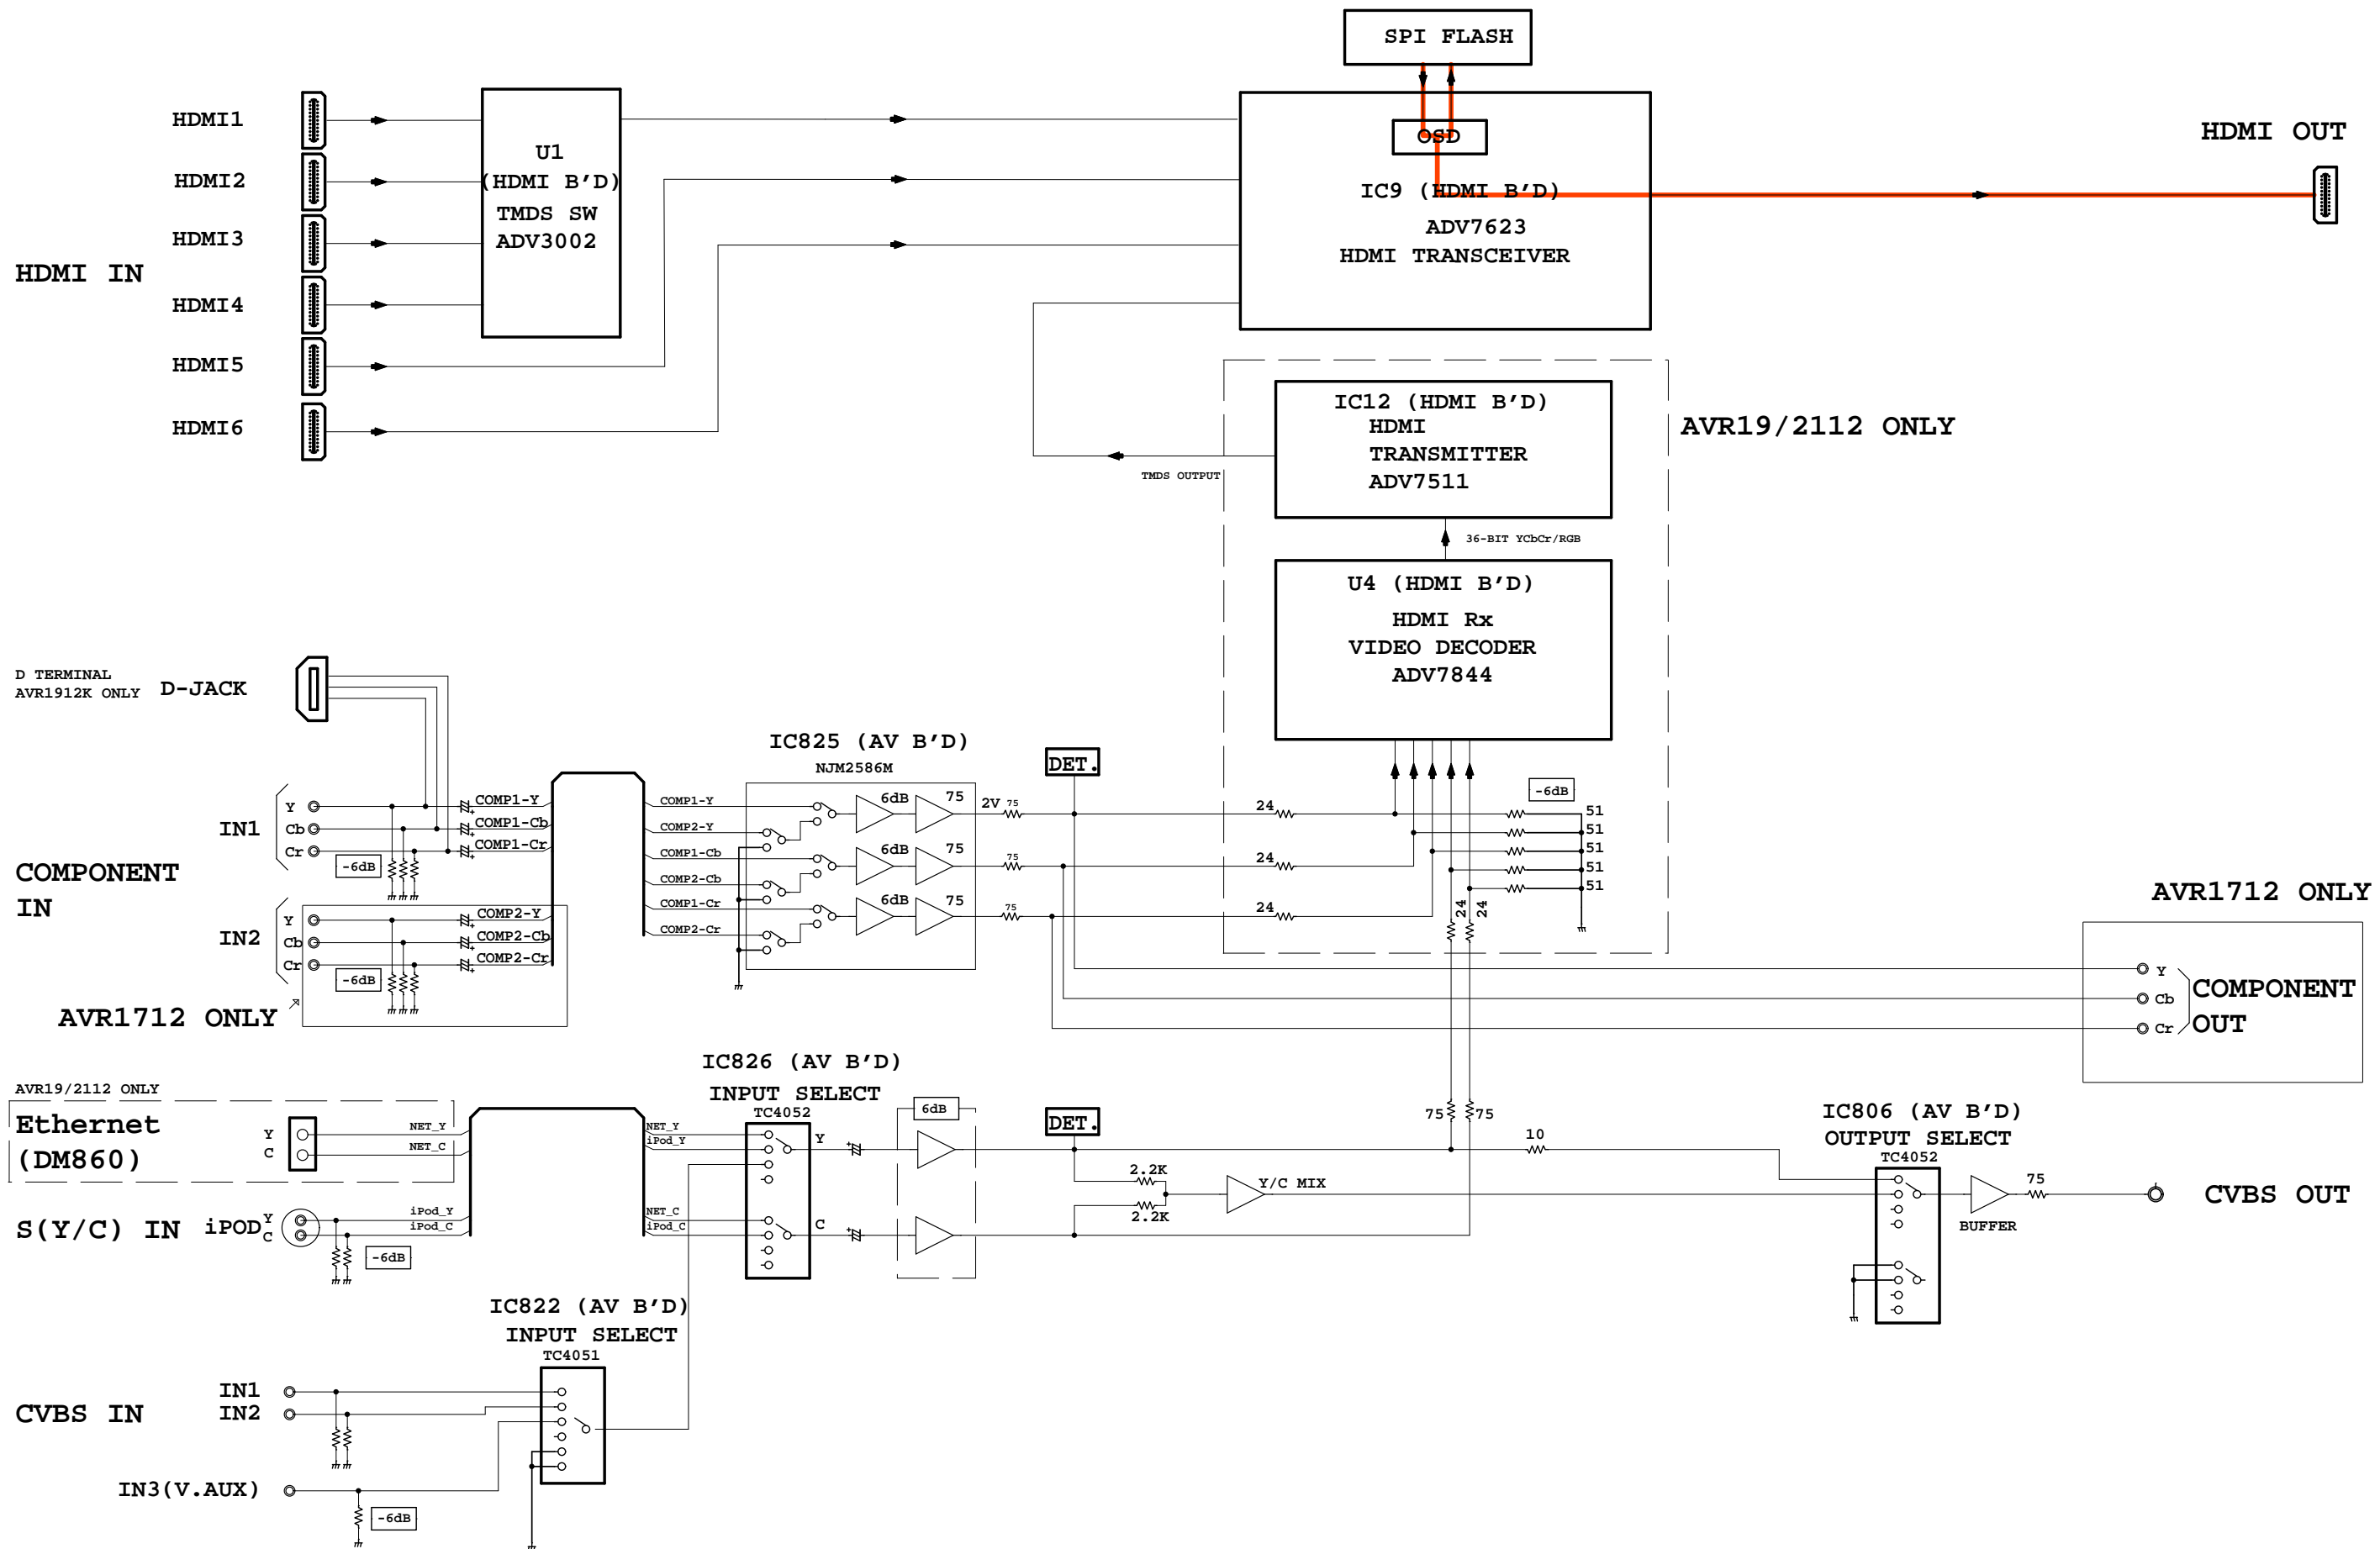 SPI FLASH
OSD
IC9 (HDMI B'D)
ADV7623
HDMI TRANSCEIVER
HDMI OUT
HDMI IN
HDMI1
HDMI2
HDMI3
HDMI4
HDMI5
HDMI6
U1
(HDMI B'D)
TMDS SW
ADV3002
AVR19/2112 ONLY
IC12 (HDMI B'D)
HDMI
TRANSMITTER
ADV7511
TMDS OUTPUT
36-BIT YCbCr/RGB
U4 (HDMI B'D)
HDMI Rx
VIDEO DECODER
ADV7844
D TERMINAL
AVR1912K ONLY
D-JACK
COMPONENT
IN
IN1
Y
Cb
Cr
-6dB
COMP1-Y
COMP1-Cb
COMP1-Cr
IN2
Y
Cb
Cr
-6dB
COMP2-Y
COMP2-Cb
COMP2-Cr
AVR1712 ONLY
COMP1-Y
COMP2-Y
COMP1-Cb
COMP2-Cb
COMP1-Cr
COMP2-Cr
IC825 (AV B'D)
NJM2586M
6dB
75
2V
75
6dB
75
75
6dB
75
75
DET.
24
24
24
-6dB
51
51
51
51
51
24
24
AVR1712 ONLY
Y
Cb
Cr
COMPONENT
OUT
AVR19/2112 ONLY
Ethernet
(DM860)
Y
C
NET_Y
NET_C
S(Y/C) IN
iPOD
Y
C
iPod_Y
iPod_C
-6dB
NET_Y
iPod_Y
NET_C
iPod_C
IC826 (AV B'D)
INPUT SELECT
TC4052
Y
C
6dB
DET.
2.2K
2.2K
Y/C MIX
75
75
10
IC806 (AV B'D)
OUTPUT SELECT
TC4052
BUFFER
75
CVBS OUT
IC822 (AV B'D)
INPUT SELECT
TC4051
CVBS IN
IN1
IN2
IN3(V.AUX)
-6dB